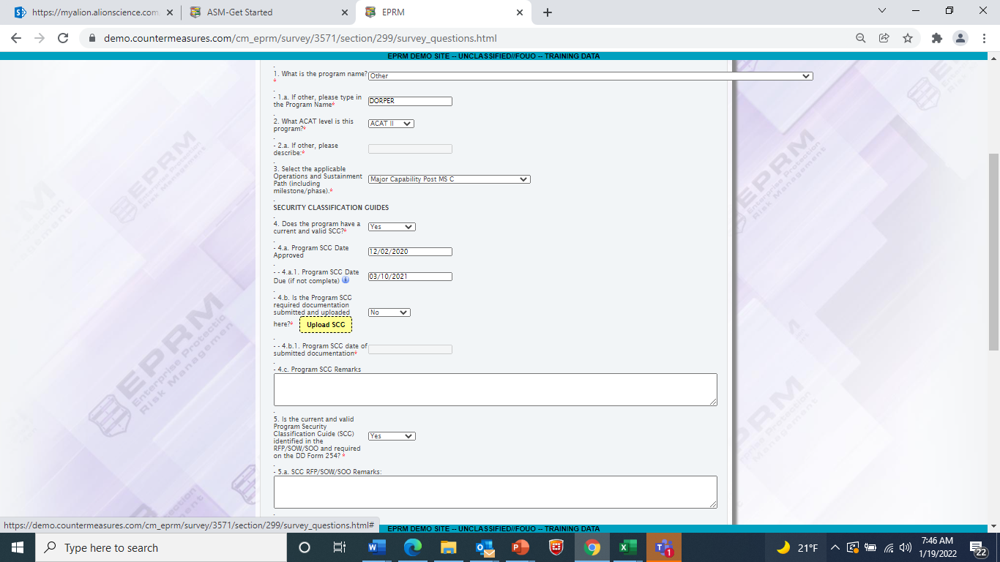 https://myalion.alionscience.com
ASM-Get Started
EPRM
demo.countermeasures.com/cm_eprm/survey/3571/section/299/survey_questions.html
EPRM DEMO SITE -- UNCLASSIFIED//FOUO -- TRAINING DATA
1. What is the program name? Other
*
- 1.a. If other, please type in
the Program Name* DORPER
2. What ACAT level is this
program?* ACAT II
- 2.a. If other, please
describe:*
3. Select the applicable
Operations and Sustainment
Path (including
milestone/phase).* Major Capability Post MS C
SECURITY CLASSIFICATION GUIDES
4. Does the program have a
current and valid SCG?* Yes
- 4.a. Program SCG Date
Approved 12/02/2020
- - 4.a.1. Program SCG Date
Due (if not complete) 03/10/2021
- 4.b. Is the Program SCG
required documentation
submitted and uploaded No
here?* Upload SCG
- - 4.b.1. Program SCG date of
submitted documentation*
- 4.c. Program SCG Remarks
5. Is the current and valid
Program Security
Classification Guide (SCG)
identified in the Yes
RFP/SOW/SOO and required
on the DD Form 254? *
- 5.a. SCG RFP/SOW/SOO Remarks:
https://demo.countermeasures.com/cm_eprm/survey/3571/section/299/survey_questions.html#
EPRM DEMO SITE -- UNCLASSIFIED//FOUO -- TRAINING DATA
EPRM
Enterprise Protection
Risk Management
Type here to search
1
21°F
7:46 AM
1/19/2022
22